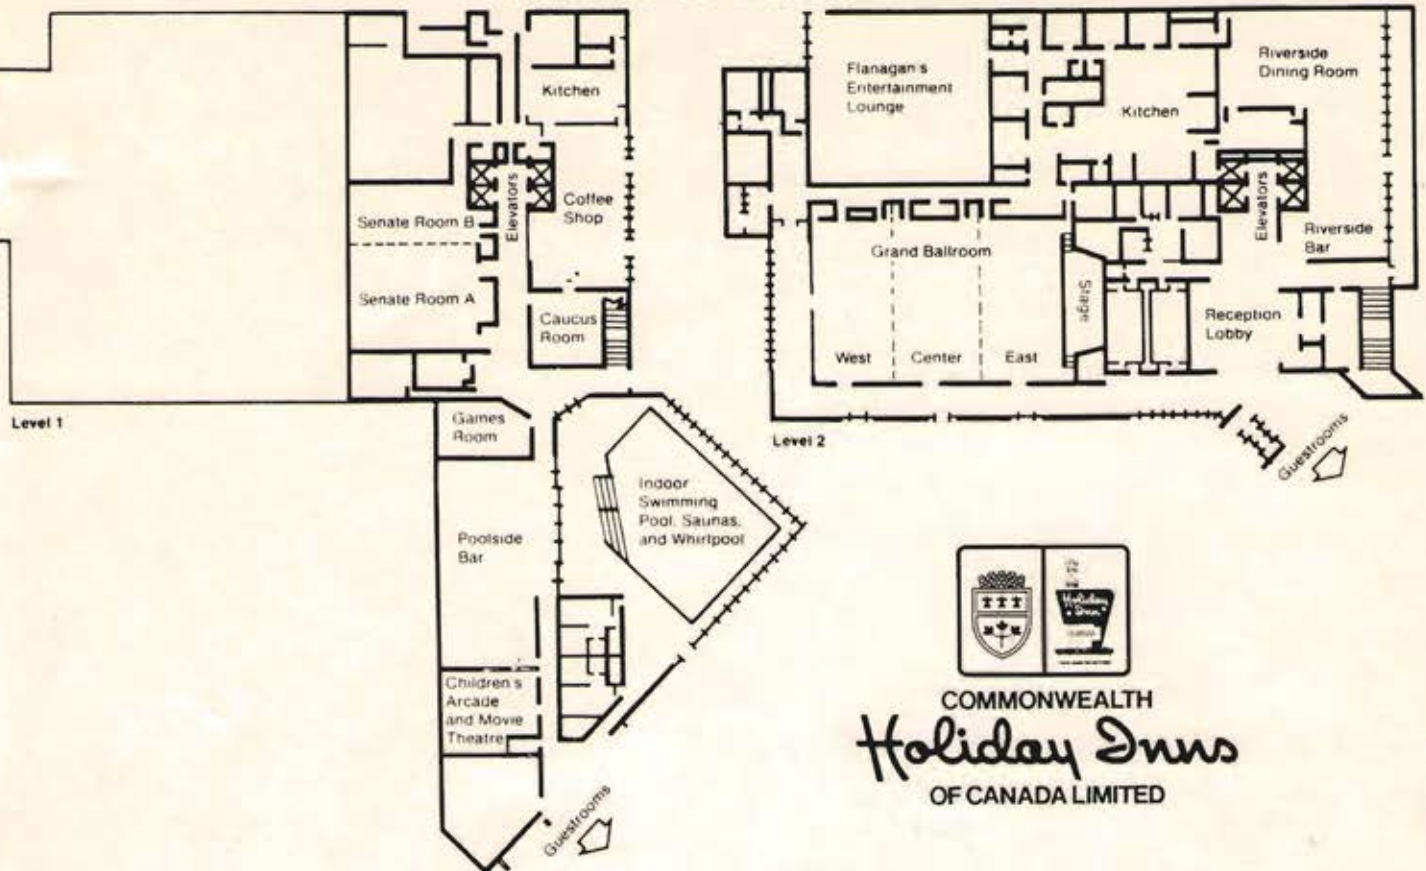 Kitchen
Coffee
Shop
Elevators
Senate Room B
Senate Room A
Caucus
Room
Level 1
Games
Room
Poolside
Bar
Indoor
Swimming
Pool, Saunas,
and Whirlpool
Children's
Arcade
and Movie
Theatre
Guestrooms
Flanagan's
Entertainment
Lounge
Kitchen
Riverside
Dining Room
Elevators
Riverside
Bar
Grand Ballroom
Stage
Reception
Lobby
West
Center
East
Level 2
Guestrooms
Holiday
Inn
COMMONWEALTH
Holiday Inns
OF CANADA LIMITED